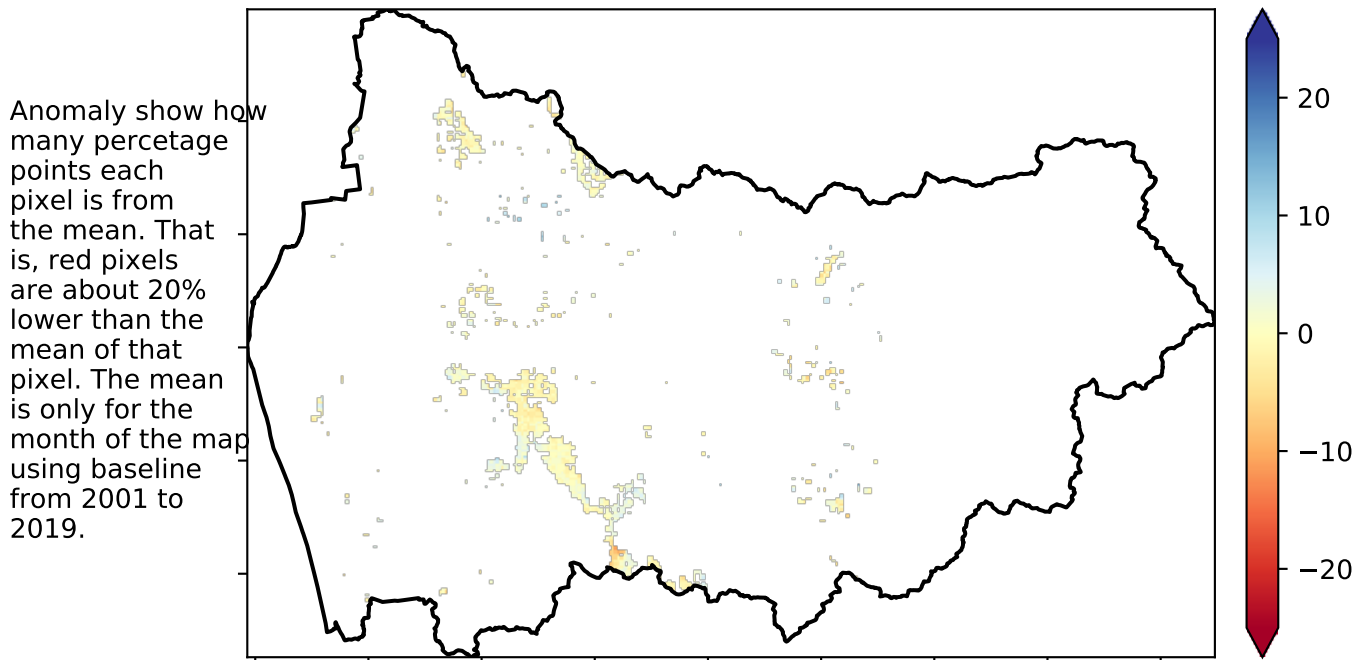 Anomaly show how
many percetage
points each
pixel is from
the mean. That
is, red pixels
are about 20%
lower than the
mean of that
pixel. The mean
is only for the
month of the map
using baseline
from 2001 to
2019.
20
10
0
−10
−20